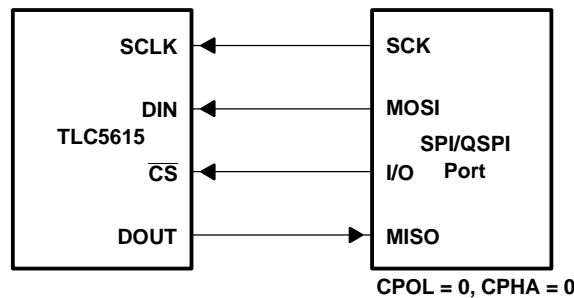 SCLK
SCK
DIN
MOSI
TLC5615
SPI/QSPI
CS
I/O
Port
DOUT
MISO
CPOL = 0, CPHA = 0